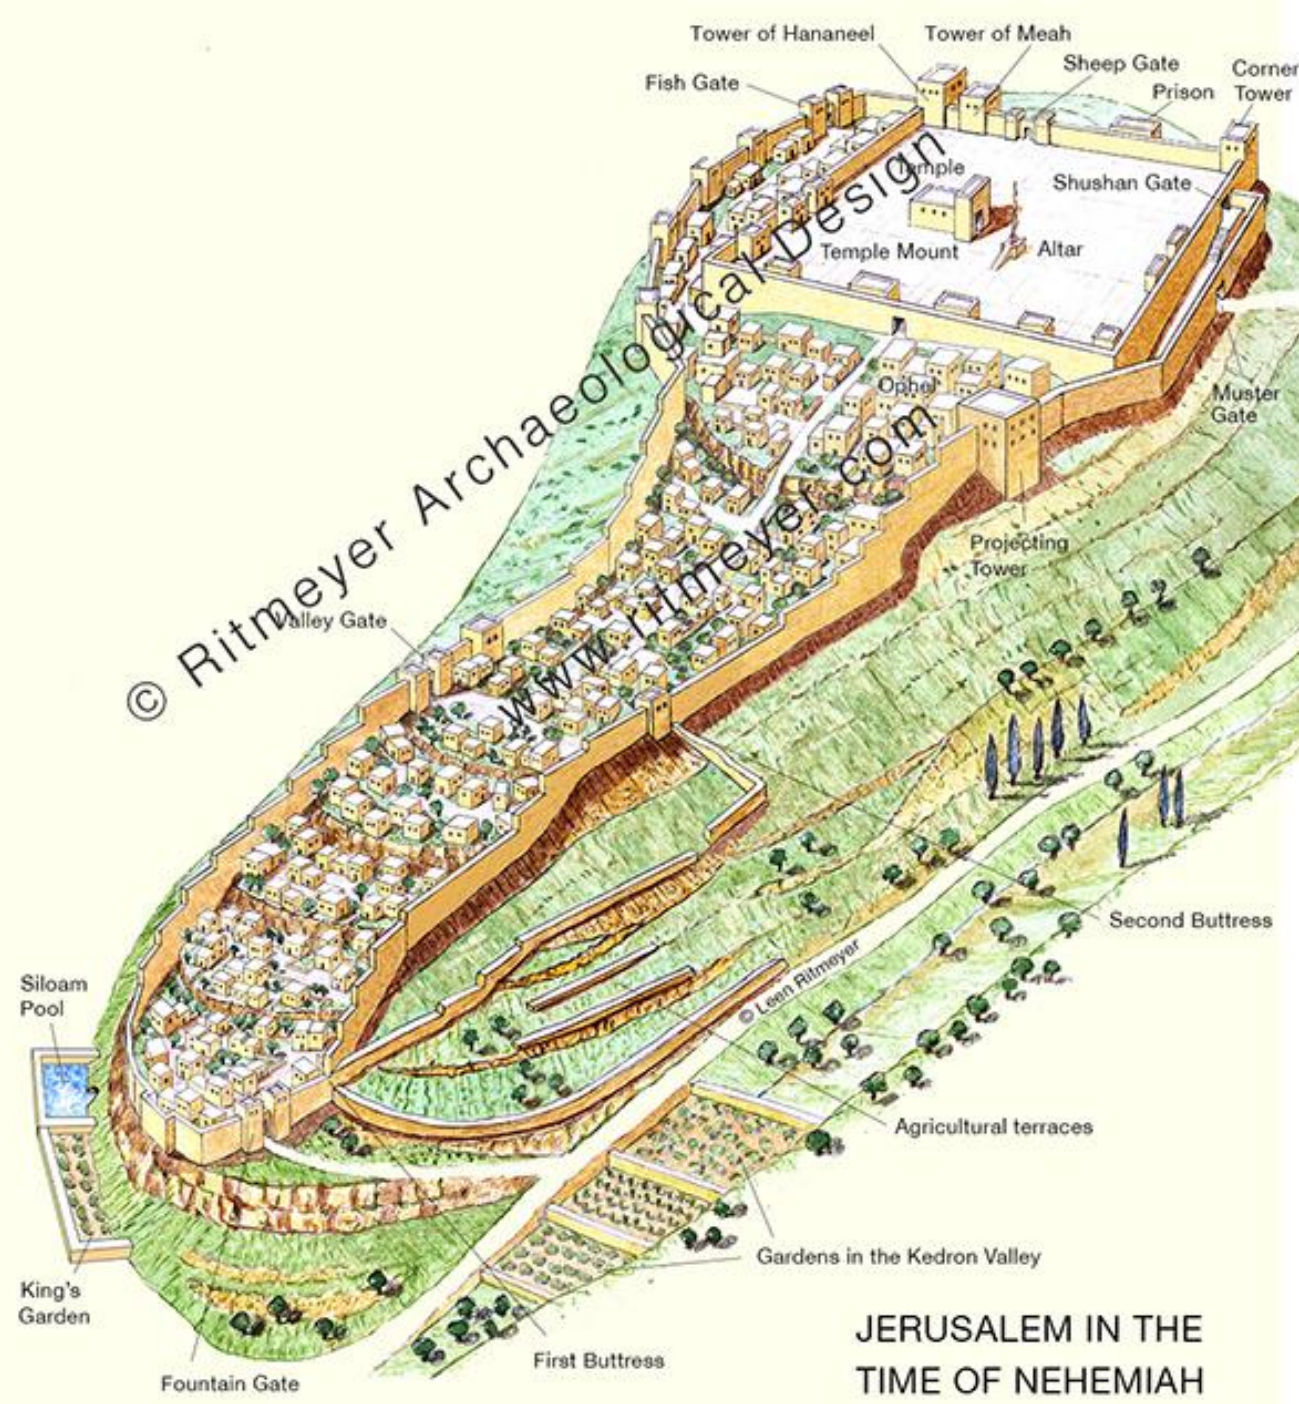 Tower of Hananeel
Tower of Meah
Fish Gate
Sheep Gate
Prison
Corner
Tower
Temple
Shushan Gate
Temple Mount
Altar
Ophel
Muster
Gate
Projecting
Tower
Valley Gate
© Ritmeyer Archaeological Design
www.ritmeyer.com
Second Buttress
Siloam
Pool
© Leen Ritmeyer
Agricultural terraces
Gardens in the Kedron Valley
King's
Garden
First Buttress
Fountain Gate
JERUSALEM IN THE
TIME OF NEHEMIAH